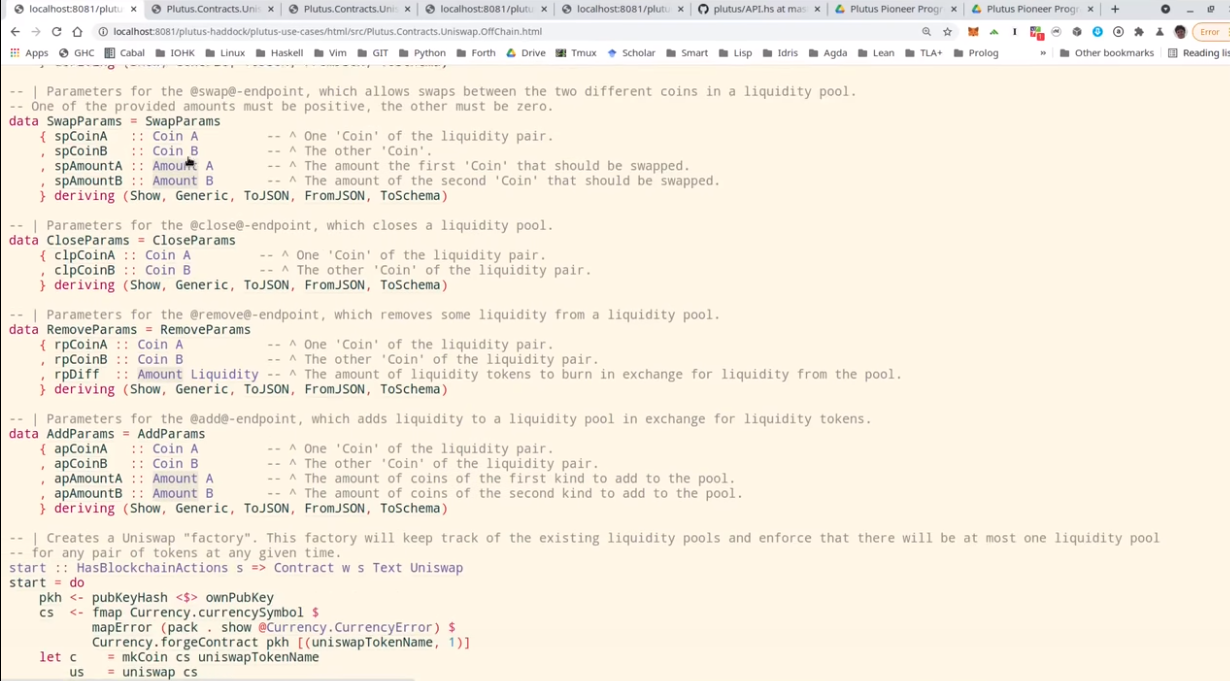 localhost:8081/plutus/
Plutus.Contracts.Unis
Plutus.Contracts.Unis
localhost:8081/plutu
localhost:8081/plutu
plutus/API.hs at mas
Plutus Pioneer Progr
Plutus Pioneer Progr
localhost:8081/plutus-haddock/plutus-use-cases/html/src/Plutus.Contracts.Uniswap.OffChain.html
Error
Apps GHC Cabal IOHK Linux Haskell Vim GIT Python Forth Drive Tmux Scholar Smart Lisp Idris Agda Lean TLA+ Prolog » Other bookmarks Reading lis
} deriving (Show, Generic, ToJSON, FromJSON, ToSchema)
-- | Parameters for the @swap@-endpoint, which allows swaps between the two different coins in a liquidity pool.
-- One of the provided amounts must be positive, the other must be zero.
data SwapParams = SwapParams
{ spCoinA :: Coin A -- ^ One 'Coin' of the liquidity pair.
, spCoinB :: Coin B -- ^ The other 'Coin'.
, spAmountA :: Amount A -- ^ The amount the first 'Coin' that should be swapped.
, spAmountB :: Amount B -- ^ The amount of the second 'Coin' that should be swapped.
} deriving (Show, Generic, ToJSON, FromJSON, ToSchema)
-- | Parameters for the @close@-endpoint, which closes a liquidity pool.
data CloseParams = CloseParams
{ clpCoinA :: Coin A -- ^ One 'Coin' of the liquidity pair.
, clpCoinB :: Coin B -- ^ The other 'Coin' of the liquidity pair.
} deriving (Show, Generic, ToJSON, FromJSON, ToSchema)
-- | Parameters for the @remove@-endpoint, which removes some liquidity from a liquidity pool.
data RemoveParams = RemoveParams
{ rpCoinA :: Coin A -- ^ One 'Coin' of the liquidity pair.
, rpCoinB :: Coin B -- ^ The other 'Coin' of the liquidity pair.
, rpDiff :: Amount Liquidity -- ^ The amount of liquidity tokens to burn in exchange for liquidity from the pool.
} deriving (Show, Generic, ToJSON, FromJSON, ToSchema)
-- | Parameters for the @add@-endpoint, which adds liquidity to a liquidity pool in exchange for liquidity tokens.
data AddParams = AddParams
{ apCoinA :: Coin A -- ^ One 'Coin' of the liquidity pair.
, apCoinB :: Coin B -- ^ The other 'Coin' of the liquidity pair.
, apAmountA :: Amount A -- ^ The amount of coins of the first kind to add to the pool.
, apAmountB :: Amount B -- ^ The amount of coins of the second kind to add to the pool.
} deriving (Show, Generic, ToJSON, FromJSON, ToSchema)
-- | Creates a Uniswap "factory". This factory will keep track of the existing liquidity pools and enforce that there will be at most one liquidity pool
-- for any pair of tokens at any given time.
start :: HasBlockchainActions s => Contract w s Text Uniswap
start = do
pkh <- pubKeyHash <$> ownPubKey
cs <- fmap Currency.currencySymbol $
mapError (pack . show @Currency.CurrencyError) $
Currency.forgeContract pkh [(uniswapTokenName, 1)]
let c = mkCoin cs uniswapTokenName
us = uniswap cs